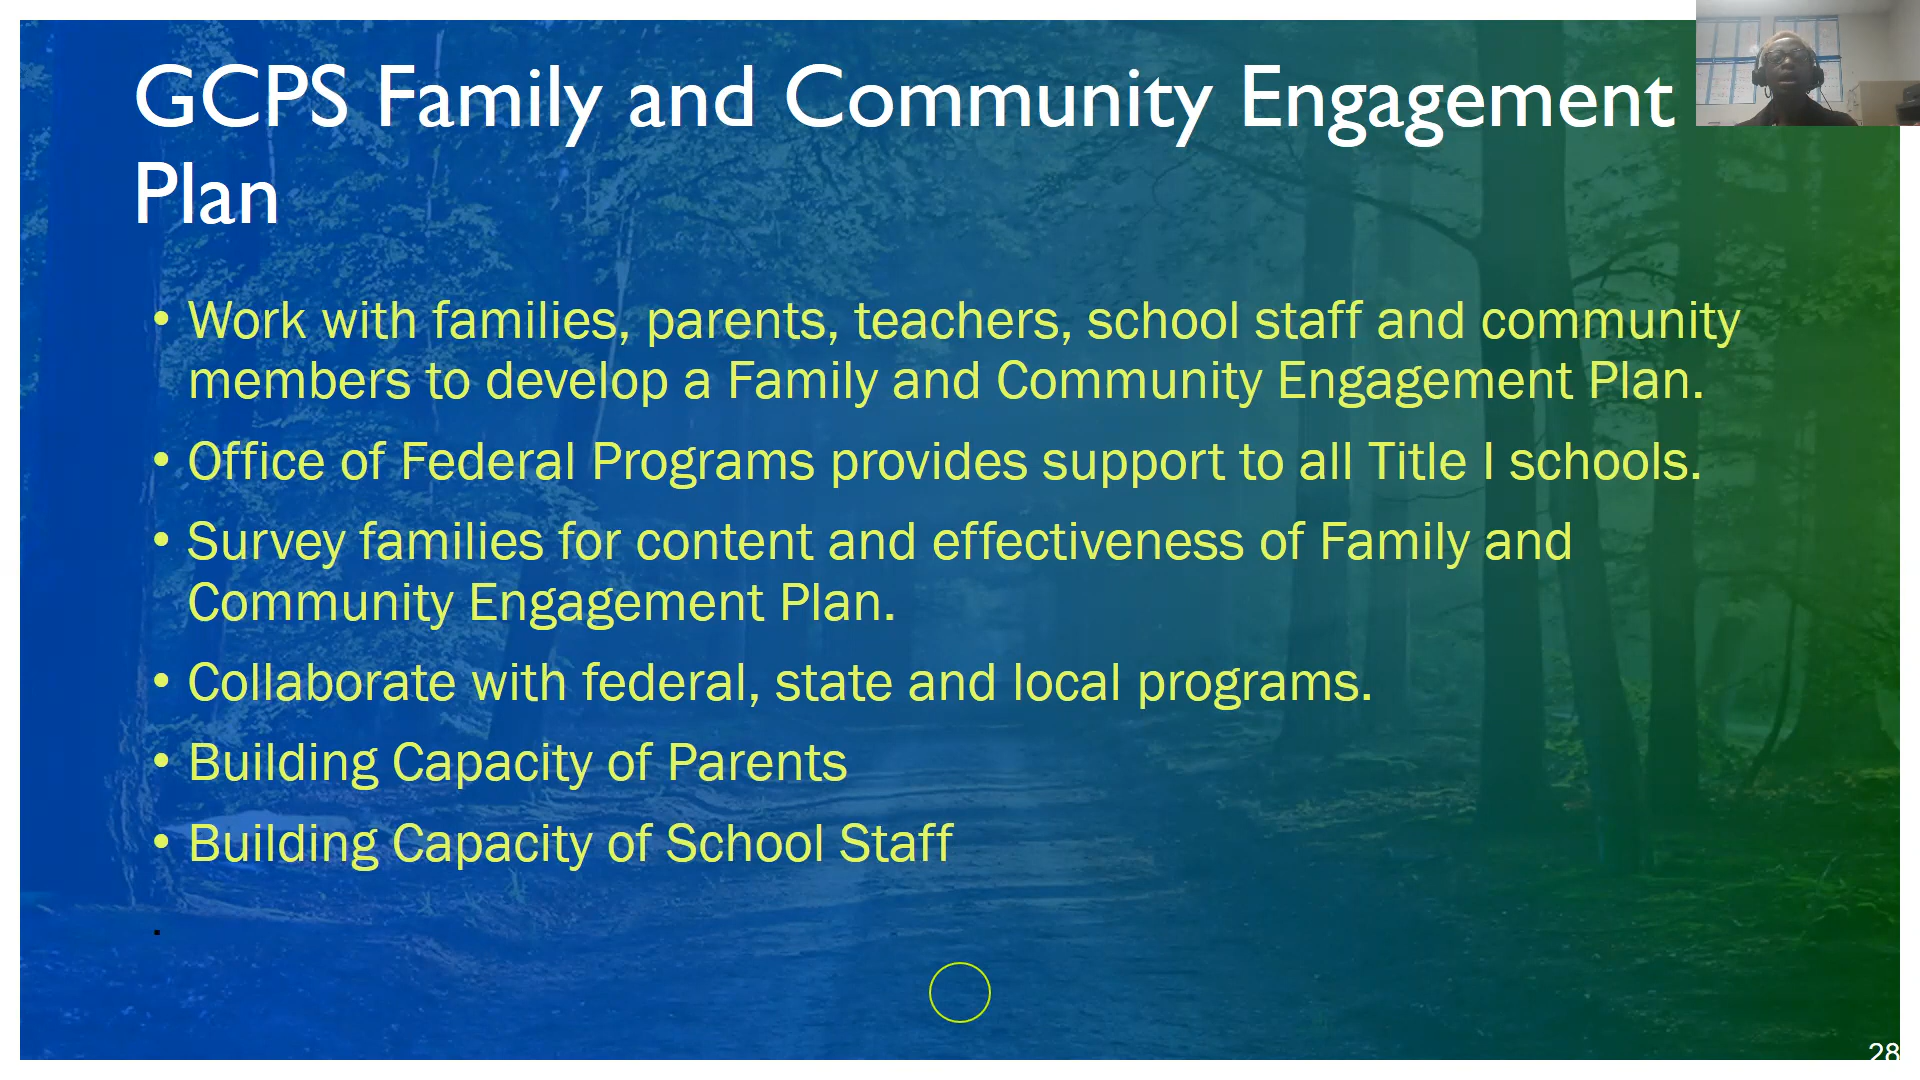 GCPS Family and Community Engagement
Plan
• Work with families, parents, teachers, school staff and community
members to develop a Family and Community Engagement Plan.
• Office of Federal Programs provides support to all Title I schools.
• Survey families for content and effectiveness of Family and
Community Engagement Plan.
• Collaborate with federal, state and local programs.
• Building Capacity of Parents
• Building Capacity of School Staff
28